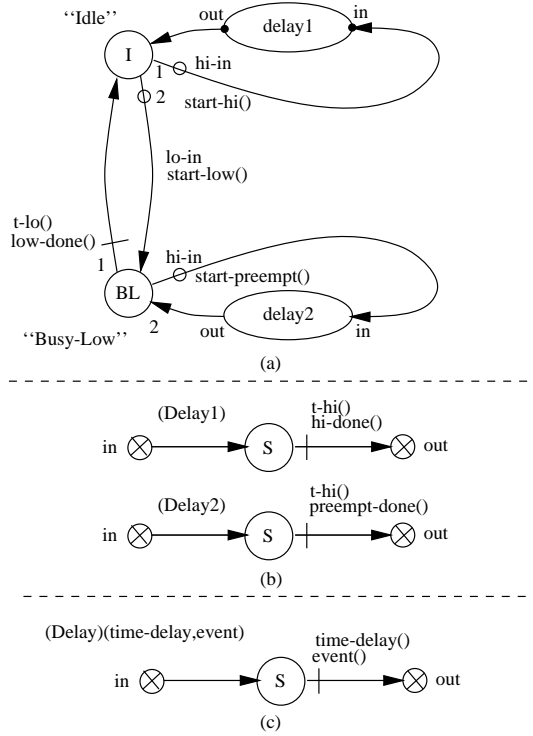 ‘‘Idle’’
out
delay1
in
I
1
hi-in
2
start-hi()
lo-in
start-low()
t-lo()
low-done()
1
hi-in
start-preempt()
BL
2
out
delay2
in
‘‘Busy-Low’’
(a)
(Delay1)
t-hi()
hi-done()
in
S
out
(Delay2)
t-hi()
preempt-done()
in
S
out
(b)
(Delay)(time-delay,event)
time-delay()
event()
in
S
out
(c)